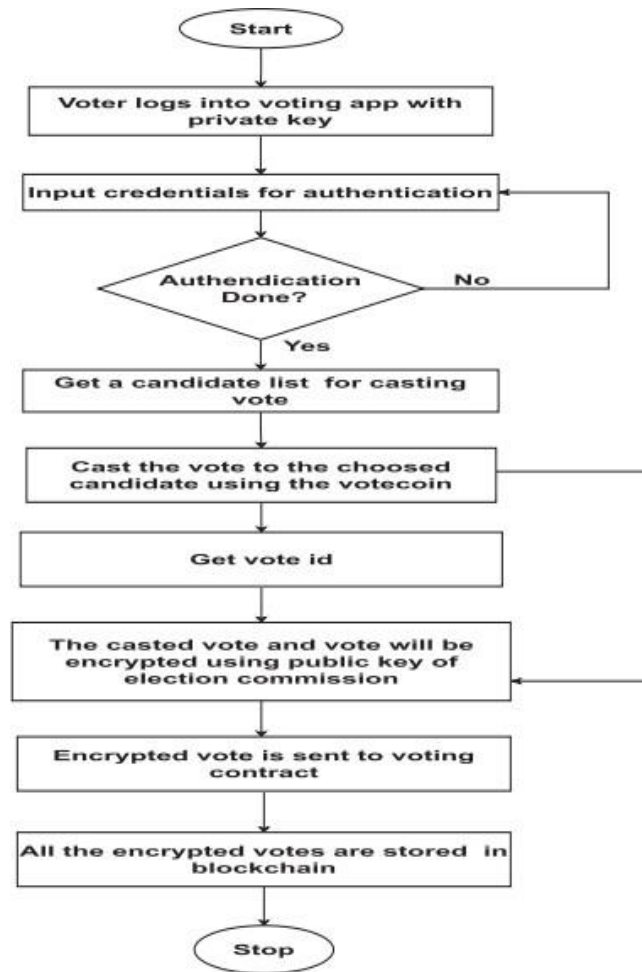 Start
Voter logs into voting app with
private key
Input credentials for authentication
Authendication
Done?
No
Yes
Get a candidate list for casting
vote
Cast the vote to the choosed
candidate using the votecoin
Get vote id
The casted vote and vote will be
encrypted using public key of
election commission
Encrypted vote is sent to voting
contract
All the encrypted votes are stored in
blockchain
Stop